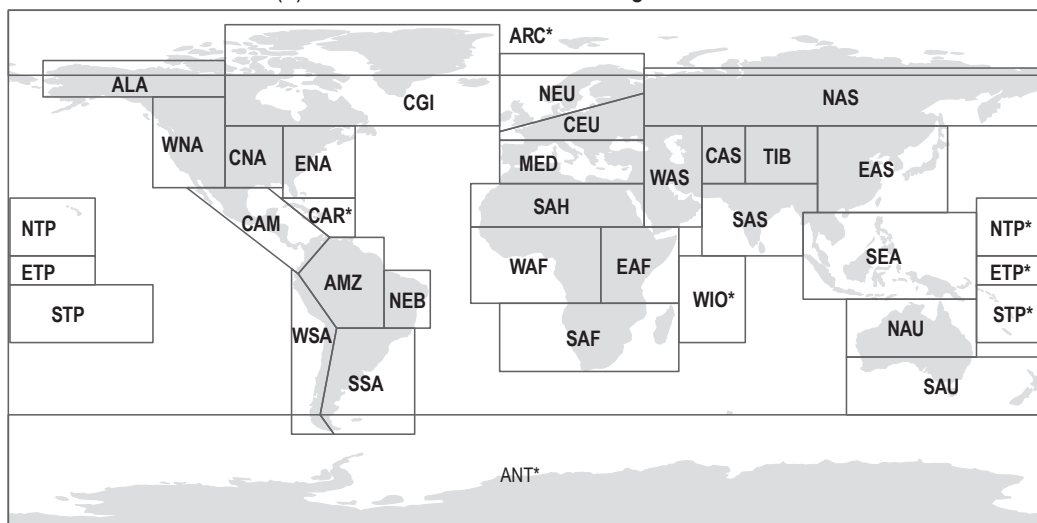 ARC*
ALA
CGI
NEU
NAS
CEU
WNA
CNA
ENA
MED
WAS
CAS
TIB
EAS
SAH
CAR*
CAM
SAS
NTP
NTP*
SEA
WAF
EAF
ETP
ETP*
AMZ
NEB
WIO*
STP
STP*
WSA
SAF
NAU
SSA
SAU
ANT*